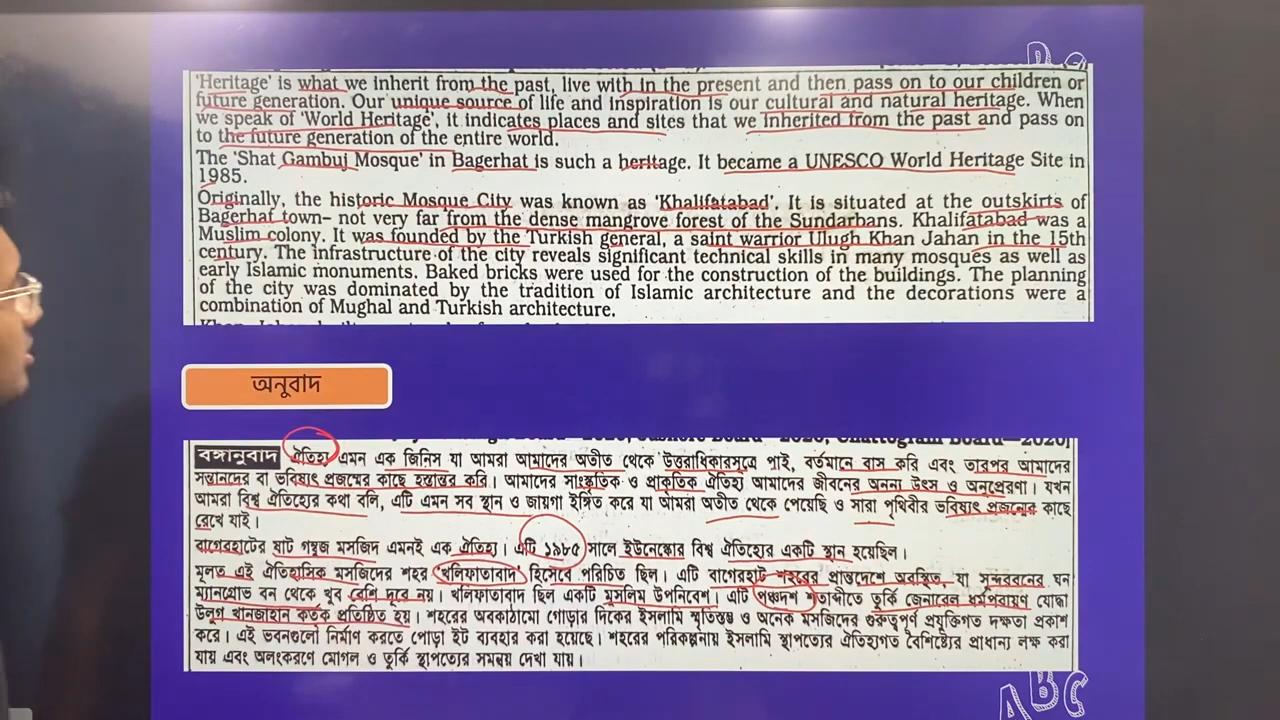 'Heritage' is what we inherit from the past, live with in the present and then pass on to our children or
future generation. Our unique source of life and inspiration is our cultural and natural heritage. When
we speak of 'World Heritage', it indicates places and sites that we inherited from the past and pass on
to the future generation of the entire world.
The 'Shat Gambuj Mosque' in Bagerhat is such a heritage. It became a UNESCO World Heritage Site in
1985.
Originally, the historic Mosque City was known as 'Khalifatabad'. It is situated at the outskirts of
Bagerhat town– not very far from the dense mangrove forest of the Sundarbans. Khalifatabad was a
Muslim colony. It was founded by the Turkish general, a saint warrior Ulugh Khan Jahan in the 15th
century. The infrastructure of the city reveals significant technical skills in many mosques as well as
early Islamic monuments. Baked bricks were used for the construction of the buildings. The planning
of the city was dominated by the tradition of Islamic architecture and the decorations were a
combination of Mughal and Turkish architecture.
অনুবাদ
বঙ্গানুবাদ ঐতিহ্য এমন এক জিনিস যা আমরা আমাদের অতীত থেকে উত্তরাধিকারসূত্রে পাই, বর্তমানে বাস করি এবং তারপর আমাদের
সন্তানদের বা ভবিষ্যৎ প্রজন্মের কাছে হস্তান্তর করি। আমাদের সাংস্কৃতিক ও প্রাকৃতিক ঐতিহ্য আমাদের জীবনের অনন্য উৎস ও অনুপ্রেরণা। যখন
আমরা বিশ্ব ঐতিহ্যের কথা বলি, এটি এমন সব স্থান ও জায়গা ইঙ্গিত করে যা আমরা অতীত থেকে পেয়েছি ও সারা পৃথিবীর ভবিষ্যৎ প্রজন্মের কাছে
রেখে যাই।
বাগেরহাটের ষাট গম্বুজ মসজিদ এমনই এক ঐতিহ্য। এটি ১৯৮৫ সালে ইউনেস্কোর বিশ্ব ঐতিহ্যের একটি স্থান হয়েছিল।
মূলত এই ঐতিহাসিক মসজিদের শহর 'খলিফাতাবাদ' হিসেবে পরিচিত ছিল। এটি বাগেরহাট শহরের প্রান্তদেশে অবস্থিত, যা সুন্দরবনের ঘন
ম্যানগ্রোভ বন থেকে খুব বেশি দূরে নয়। খলিফাতাবাদ ছিল একটি মুসলিম উপনিবেশ। এটি পঞ্চদশ শতাব্দীতে তুর্কি জেনারেল ধর্মপরায়ণ যোদ্ধা
উলুগ খানজাহান কর্তৃক প্রতিষ্ঠিত হয়। শহরের অবকাঠামো গোড়ার দিকের ইসলামি স্মৃতিস্তম্ভ ও অনেক মসজিদের গুরুত্বপূর্ণ প্রযুক্তিগত দক্ষতা প্রকাশ
করে। এই ভবনগুলো নির্মাণ করতে পোড়া ইট ব্যবহার করা হয়েছে। শহরের পরিকল্পনায় ইসলামি স্থাপত্যের ঐতিহ্যগত বৈশিষ্ট্যের প্রাধান্য লক্ষ করা
যায় এবং অলংকরণে মোগল ও তুর্কি স্থাপত্যের সমন্বয় দেখা যায়।
ABC